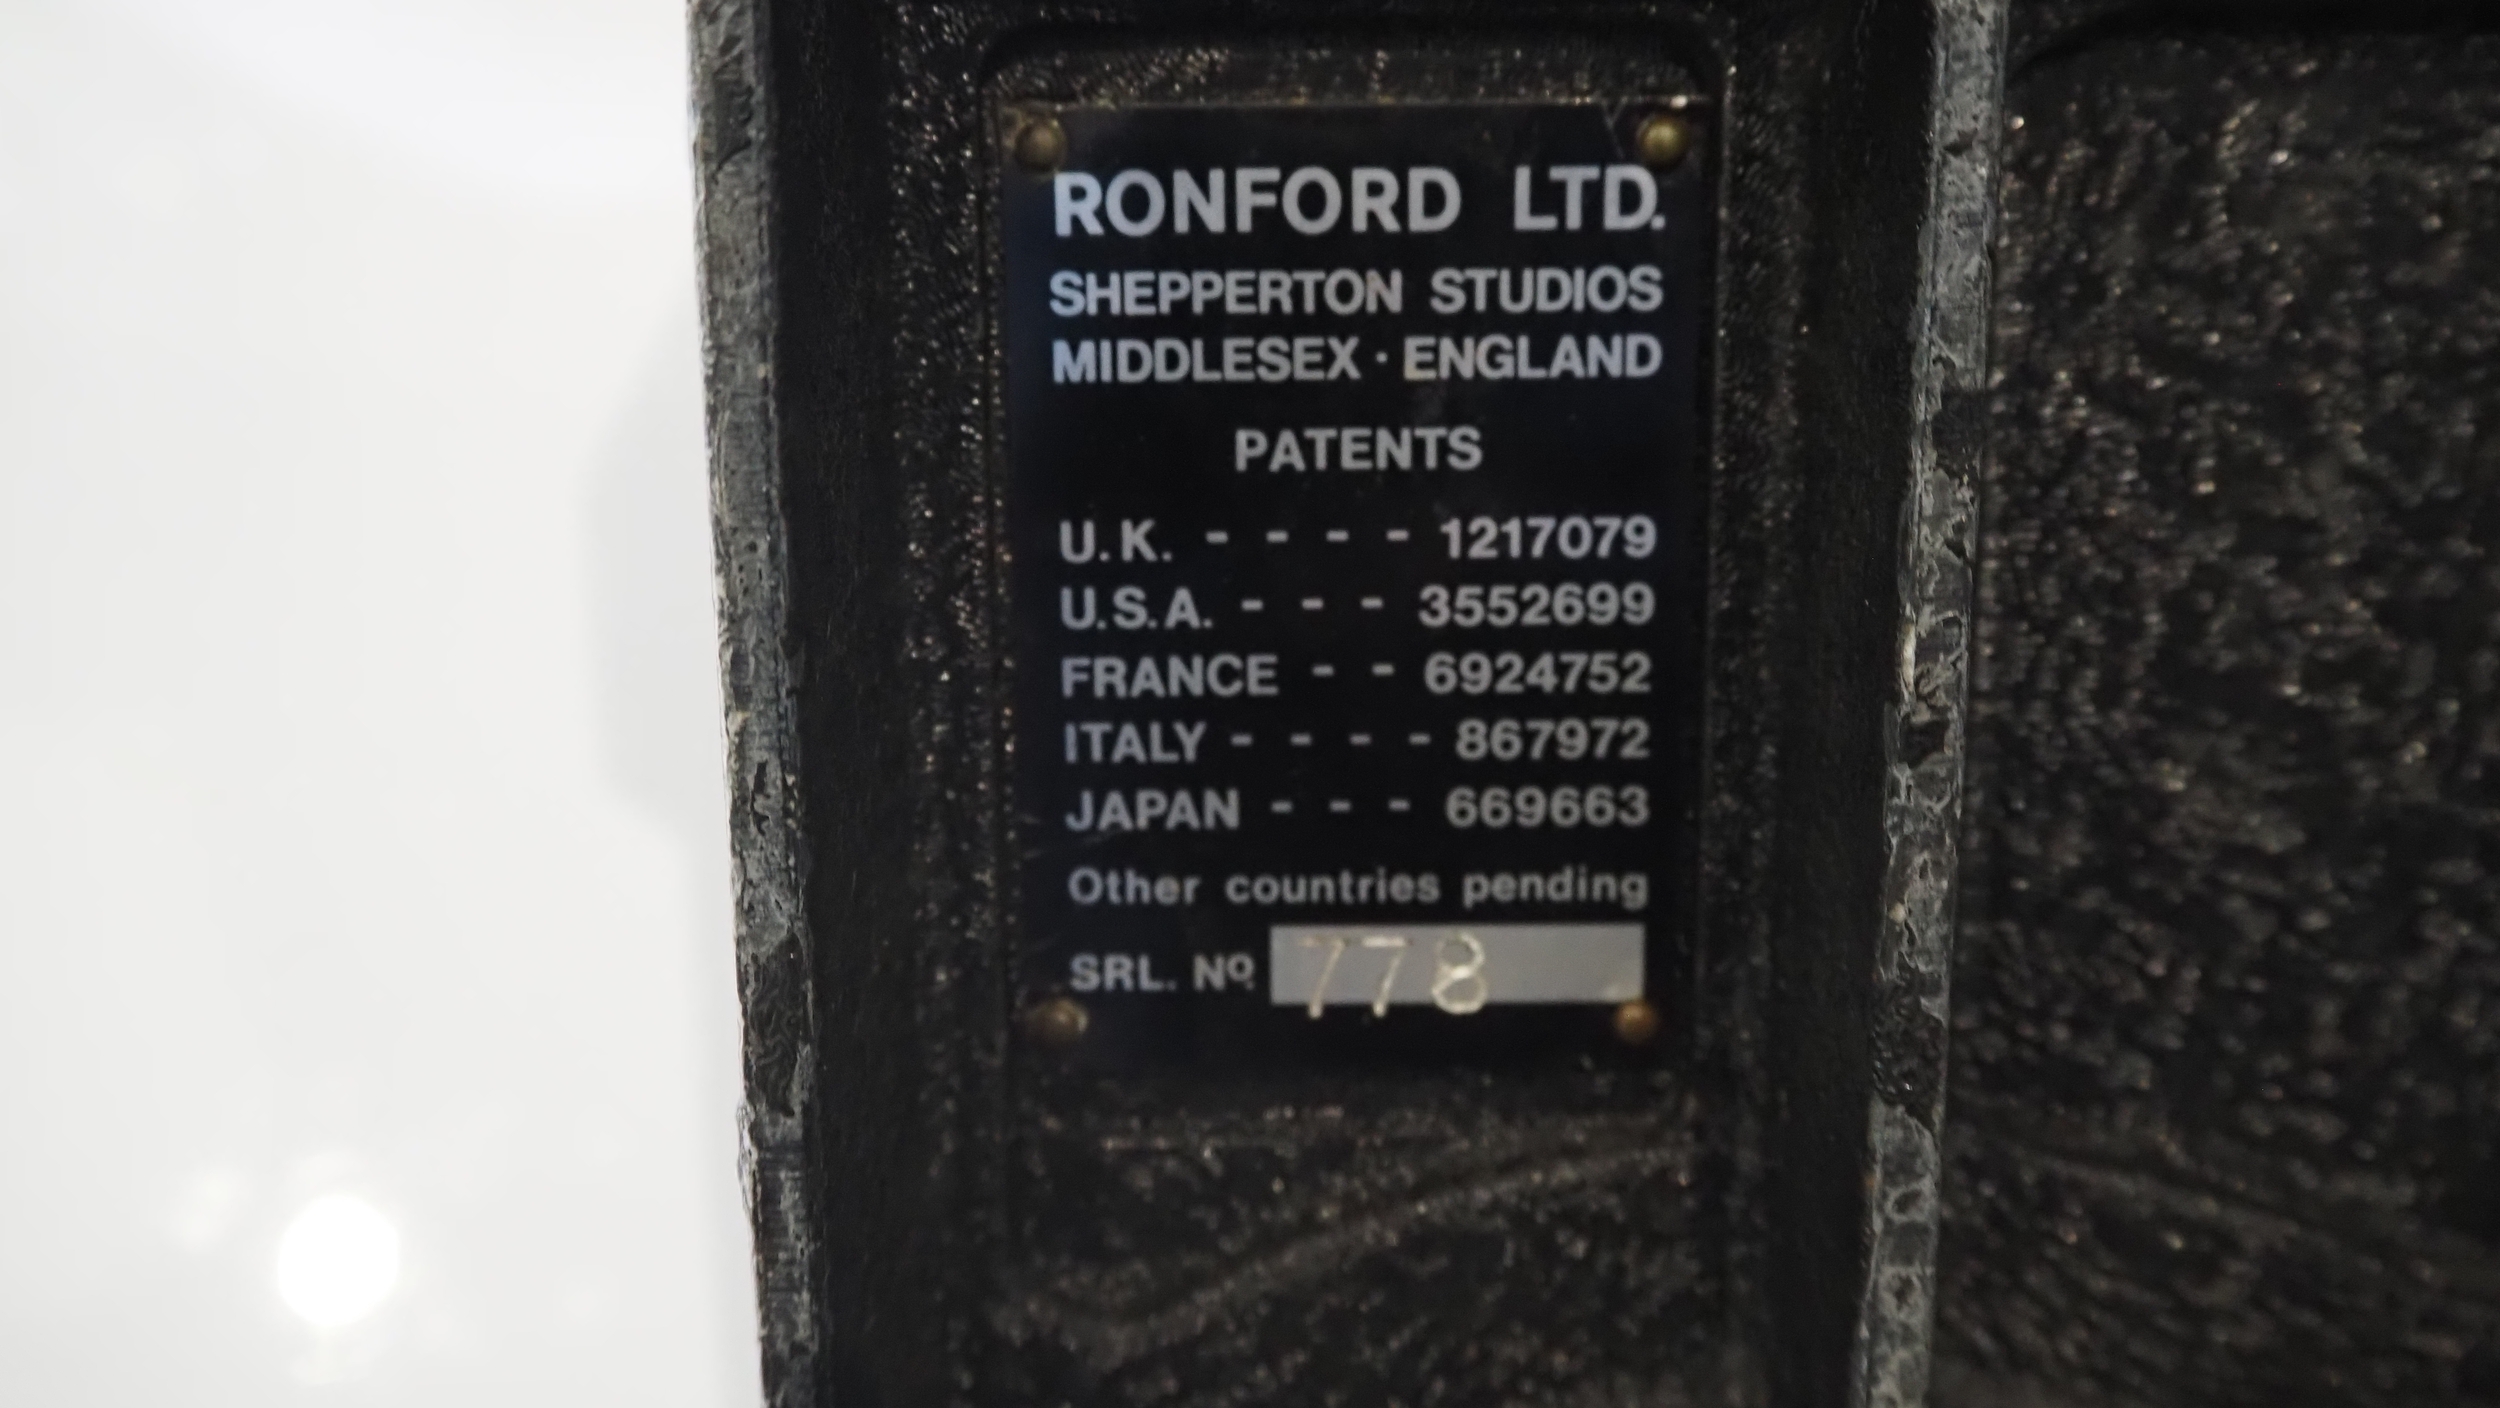 RONFORD LTD.
SHEPPERTON STUDIOS
MIDDLESEX · ENGLAND
PATENTS
U.K. - - - - 1217079
U.S.A. - - - 3552699
FRANCE - - 6924752
ITALY - - - - 867972
JAPAN - - - 669663
Other countries pending
SRL. Nº 778